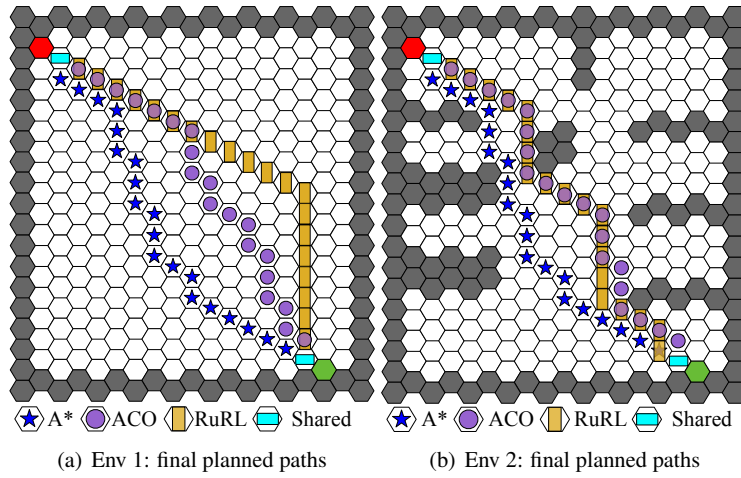 A* ACO RuRL Shared
A* ACO RuRL Shared
(a) Env 1: final planned paths
(b) Env 2: final planned paths